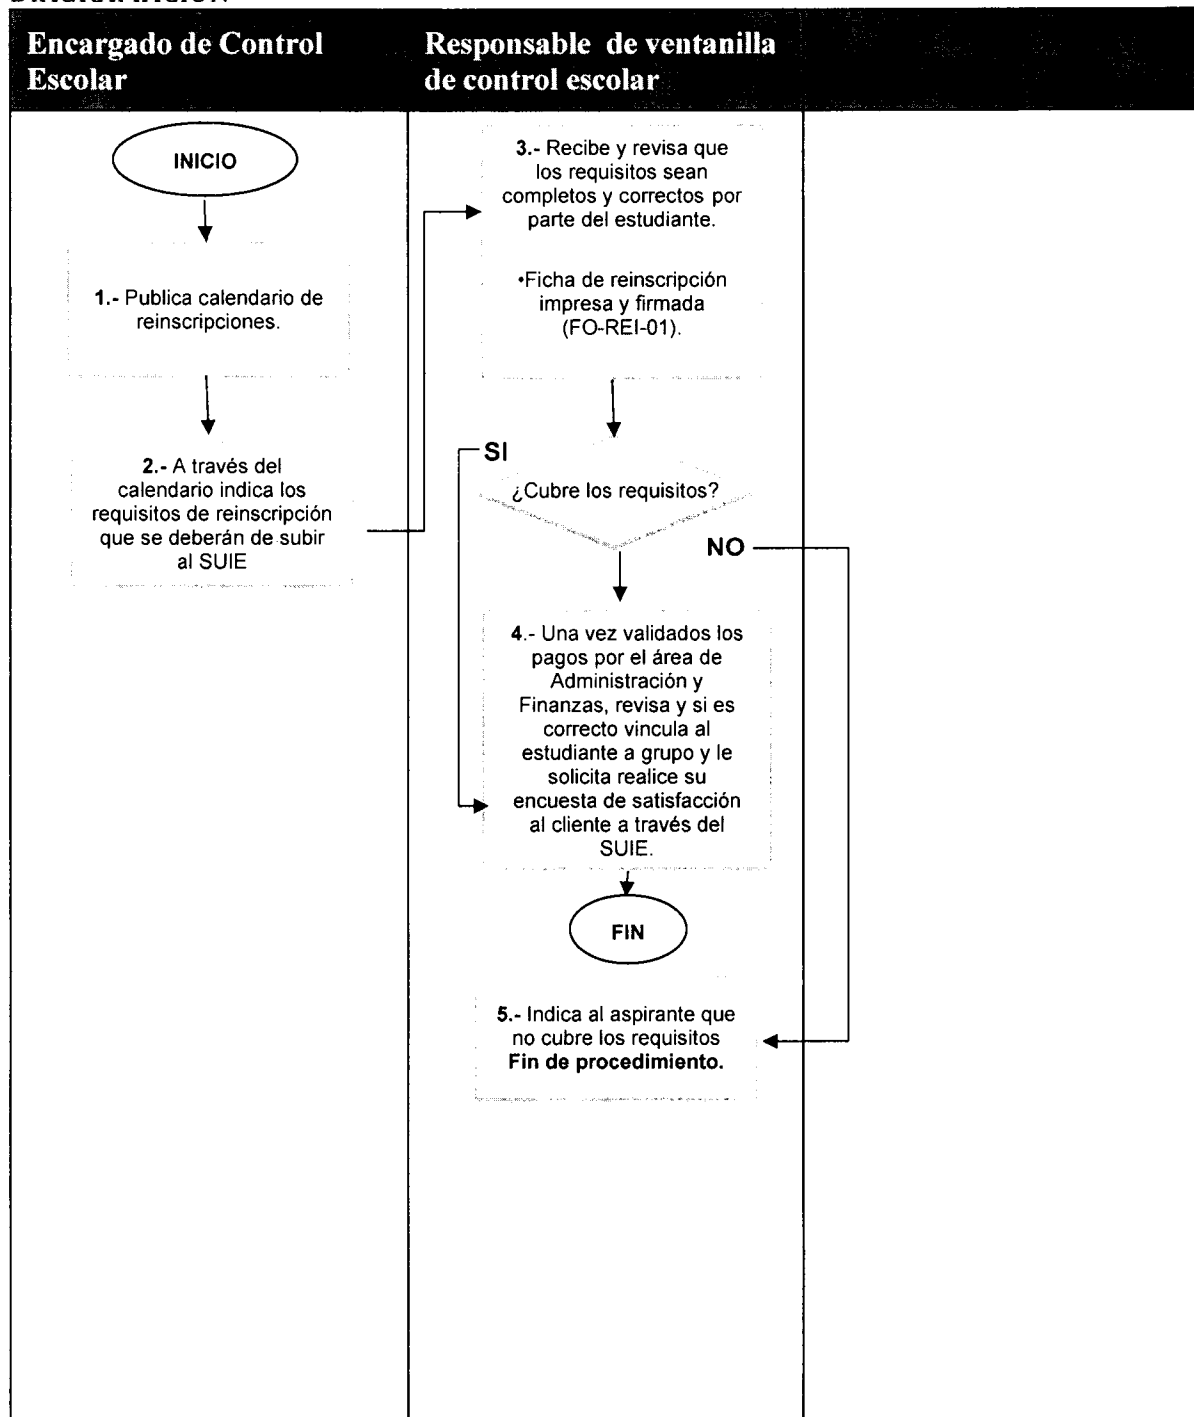 Encargado de Control
Escolar
Responsable de ventanilla
de control escolar
INICIO
1.- Publica calendario de
reinscripciones.
2.- A través del
calendario indica los
requisitos de reinscripción
que se deberán de subir
al SUIE
3.- Recibe y revisa que
los requisitos sean
completos y correctos por
parte del estudiante.
•Ficha de reinscripción
impresa y firmada
(FO-REI-01).
SI
¿Cubre los requisitos?
NO
4.- Una vez validados los
pagos por el área de
Administración y
Finanzas, revisa y si es
correcto vincula al
estudiante a grupo y le
solicita realice su
encuesta de satisfacción
al cliente a través del
SUIE.
FIN
5.- Indica al aspirante que
no cubre los requisitos
Fin de procedimiento.